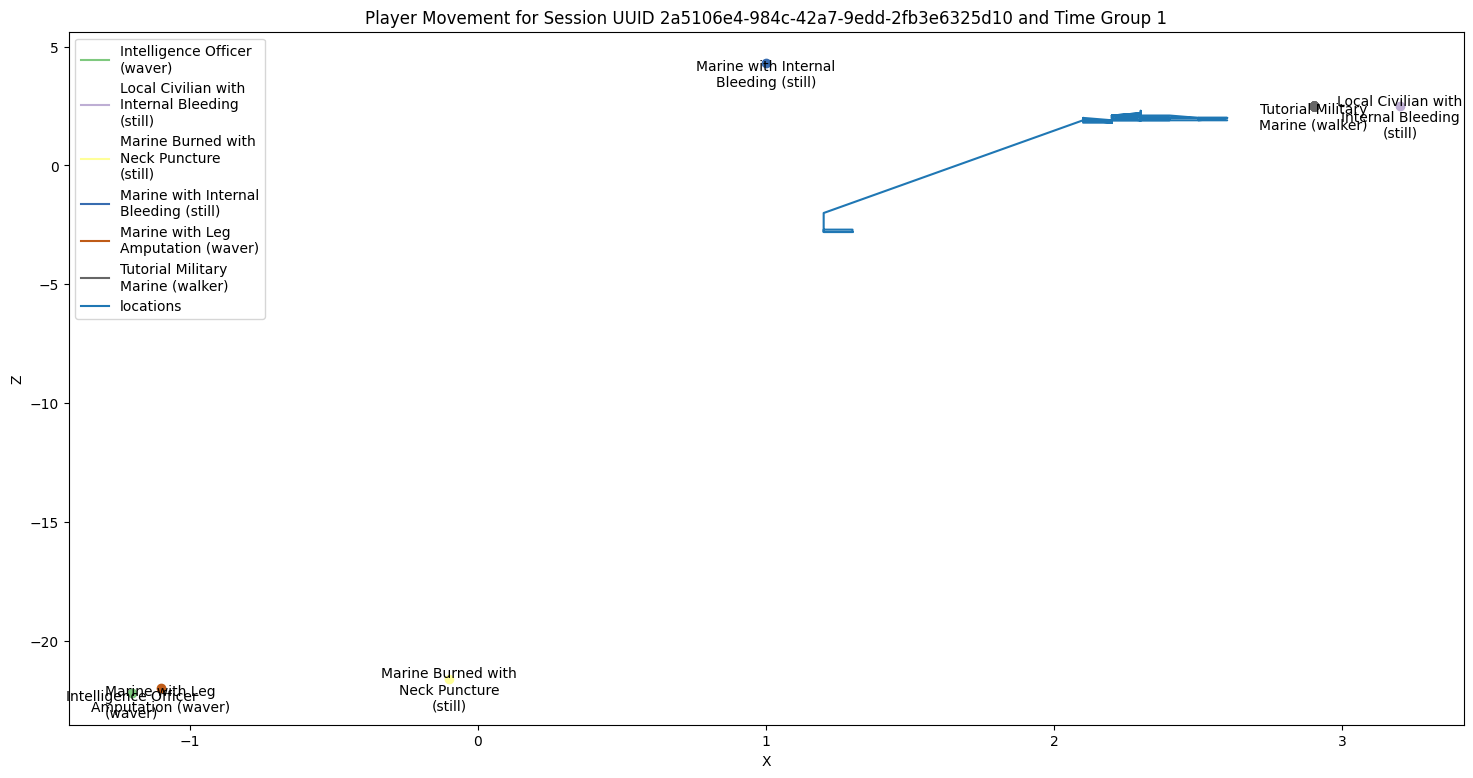 Player Movement for Session UUID 2a5106e4-984c-42a7-9edd-2fb3e6325d10 and Time Group 1
Intelligence Officer
(waver)
Local Civilian with
Internal Bleeding
(still)
Marine Burned with
Neck Puncture
(still)
Marine with Internal
Bleeding (still)
Marine with Leg
Amputation (waver)
Tutorial Military
Marine (walker)
locations
Marine with Internal
Bleeding (still)
Tutorial Military
Marine (walker)
Local Civilian with
Internal Bleeding
(still)
Marine Burned with
Neck Puncture
(still)
Marine with Leg
Amputation (waver)
Intelligence Officer
(waver)
5
0
−5
−10
−15
−20
Z
−1
0
1
2
3
X